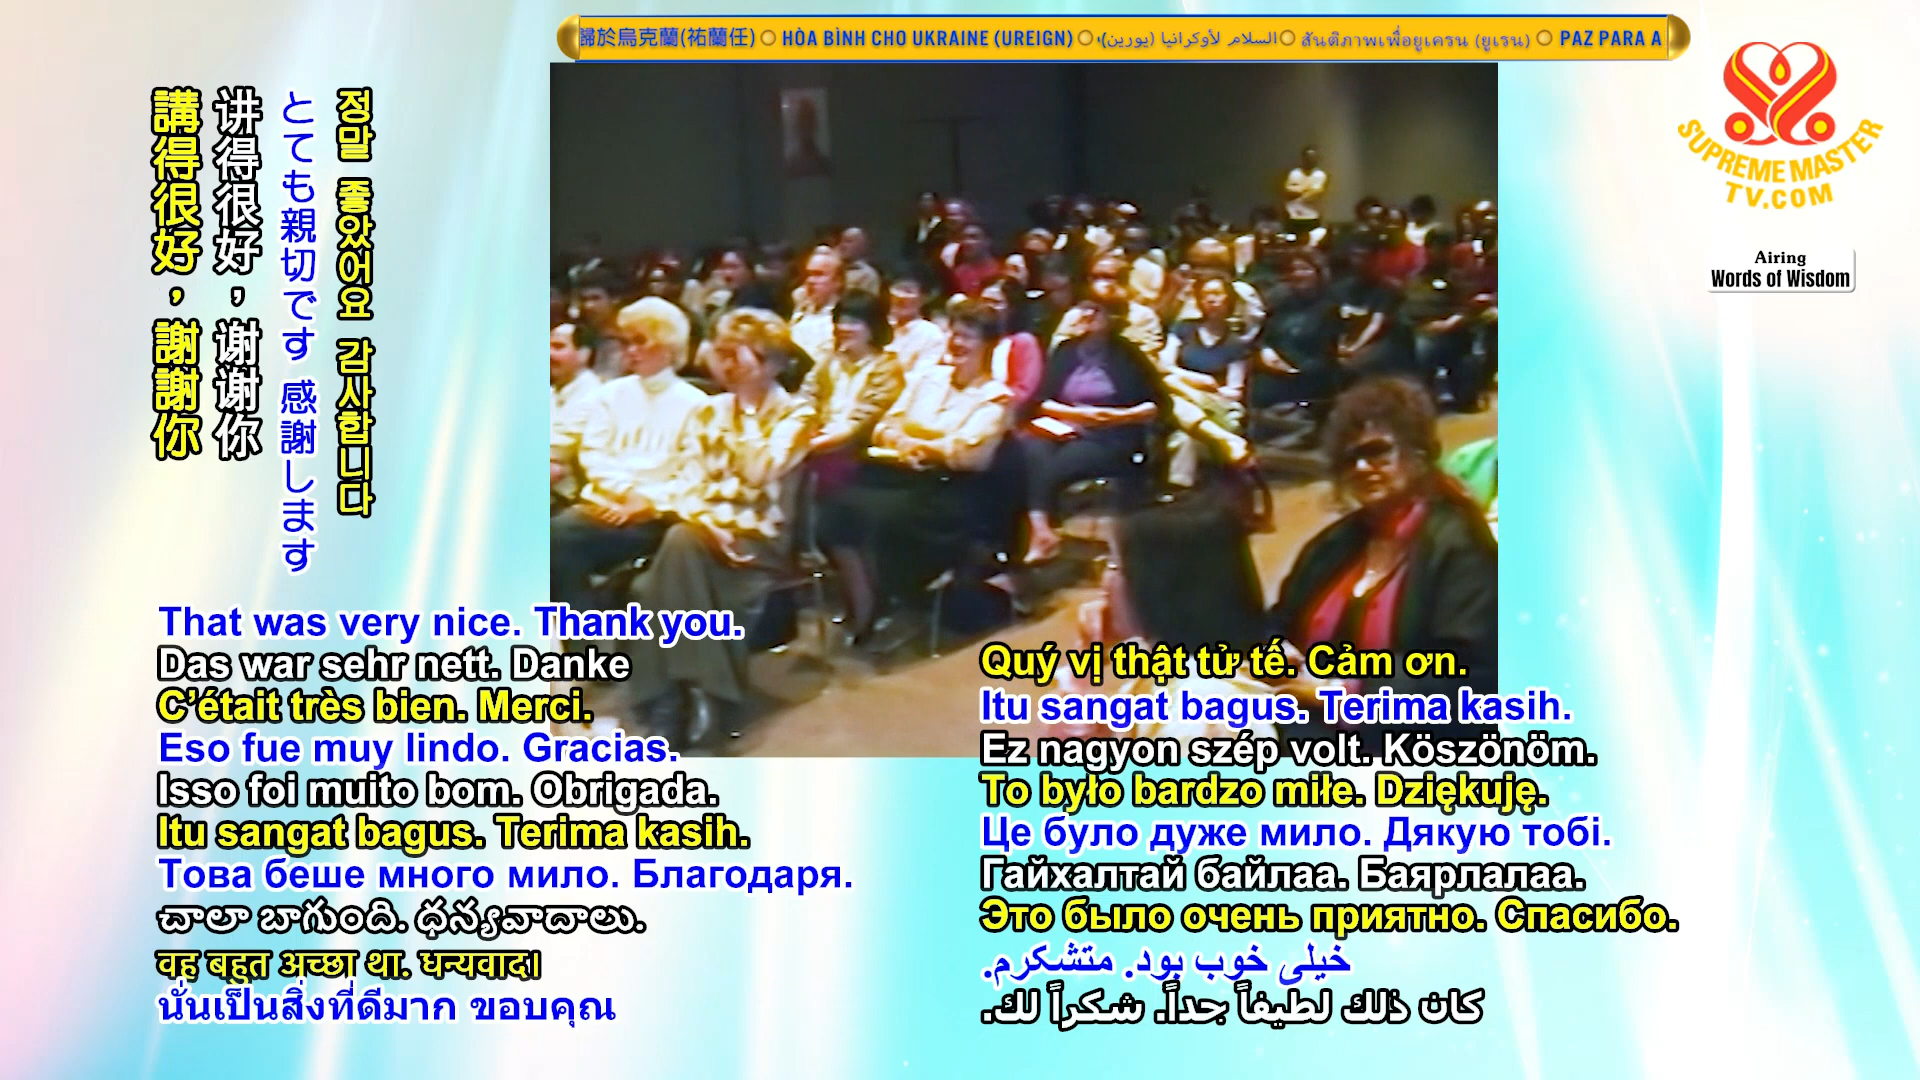 歸於烏克蘭(祐蘭任) HÒA BÌNH CHO UKRAINE (UREIGN) السلام لأوكرانيا (يورين) สันติภาพเพื่อยูเครน (ยูเรน) PAZ PARA A
SUPREME MASTER
TV.COM
Airing
Words of Wisdom
정말 좋았어요 감사합니다
とても親切です 感謝します
讲得很好，谢谢你
講得很好，謝謝你
That was very nice. Thank you.
Das war sehr nett. Danke
C'était très bien. Merci.
Eso fue muy lindo. Gracias.
Isso foi muito bom. Obrigada.
Itu sangat bagus. Terima kasih.
Това беше много мило. Благодаря.
చాలా బాగుంది. ధన్యవాదాలు.
वह बहुत अच्छा था. धन्यवाद।
นั่นเป็นสิ่งที่ดีมาก ขอบคุณ
Quý vị thật tử tế. Cảm ơn.
Itu sangat bagus. Terima kasih.
Ez nagyon szép volt. Köszönöm.
To było bardzo miłe. Dziękuję.
Це було дуже мило. Дякую тобі.
Гайхалтай байлаа. Баярлалаа.
Это было очень приятно. Спасибо.
خیلی خوب بود. متشکرم.
كان ذلك لطيفاً جداً. شكراً لك.